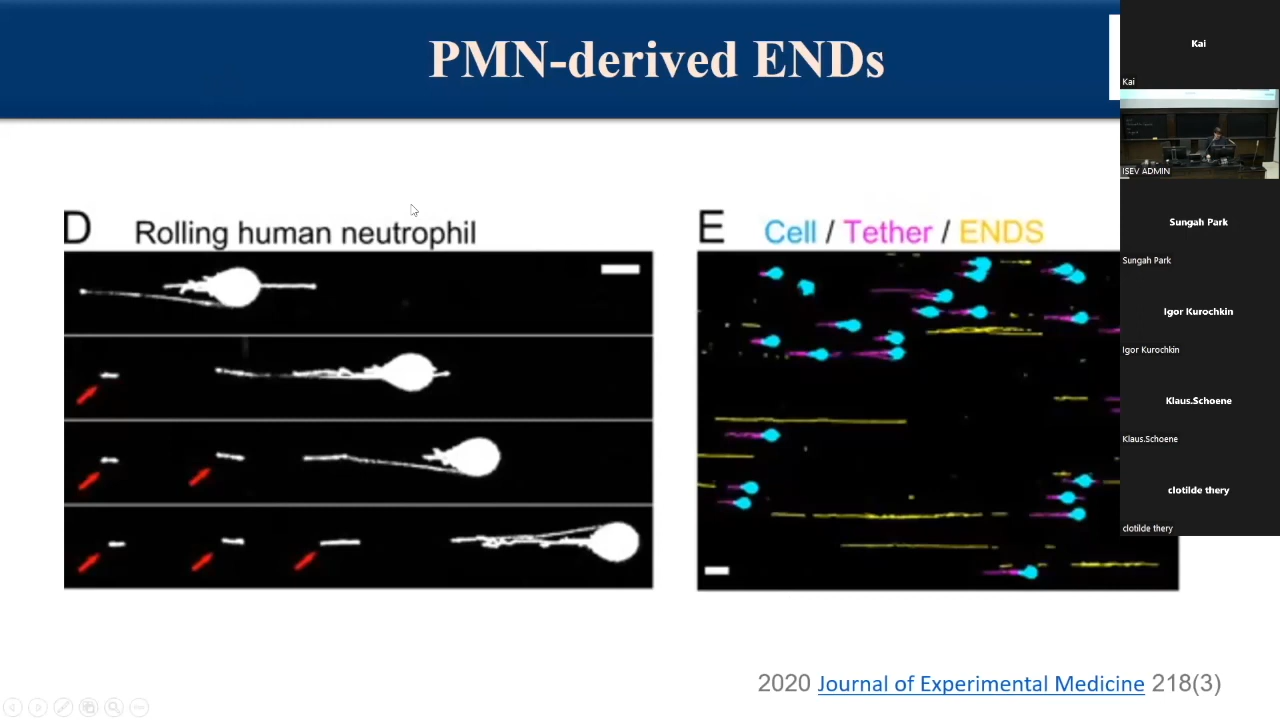 PMN-derived ENDs
D Rolling human neutrophil
E Cell / Tether / ENDS
2020 Journal of Experimental Medicine 218(3)
Kai
Kai
ISEV ADMIN
Sungah Park
Sungah Park
Igor Kurochkin
Igor Kurochkin
Klaus.Schoene
Klaus.Schoene
clotilde thery
clotilde thery